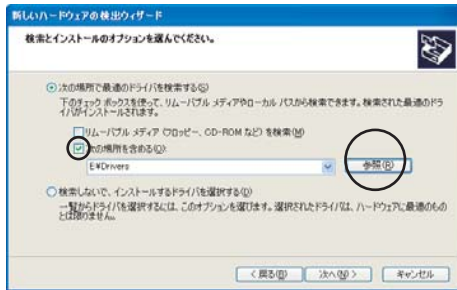 新しいハードウェアの検出ウィザード
検索とインストールのオプションを選んでください。
次の場所で最適のドライバを検索する(S)
下のチェック ボックスを使って、リムーバブル メディアやローカル パスから検索できます。検索された最適のドラ
イバがインストールされます。
リムーバブル メディア (フロッピー、CD-ROM など) を検索(M)
次の場所を含める(O):
E:¥Drivers
参照(R)
検索しないで、インストールするドライバを選択する(D)
一覧からドライバを選択するには、このオプションを選びます。選択されたドライバは、ハードウェアに最適のもの
とは限りません。
< 戻る(B)
次へ(N) >
キャンセル